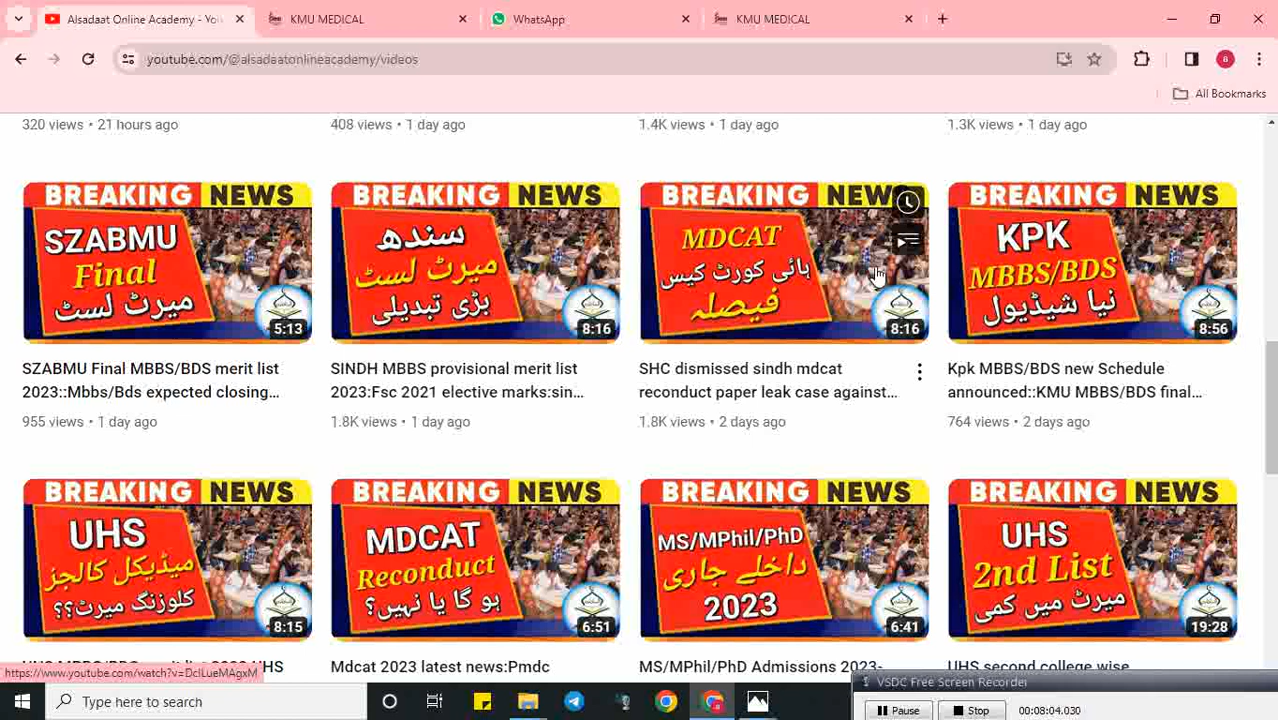 Alsadaat Online Academy - You
KMU MEDICAL
WhatsApp
KMU MEDICAL
youtube.com/@alsadaatonlineacademy/videos
All Bookmarks
320 views • 21 hours ago
408 views • 1 day ago
1.4K views • 1 day ago
1.3K views • 1 day ago
BREAKING NEWS
SZABMU
Final
میرٹ لسٹ
5:13
SZABMU Final MBBS/BDS merit list
2023::Mbbs/Bds expected closing...
955 views • 1 day ago
BREAKING NEWS
سندھ
میرٹ لسٹ
بڑی تبدیلی
8:16
SINDH MBBS provisional merit list
2023:Fsc 2021 elective marks:sin...
1.8K views • 1 day ago
BREAKING NEWS
MDCAT
ہائی کورٹ کیس
فیصلہ
8:16
SHC dismissed sindh mdcat
reconduct paper leak case against...
1.8K views • 2 days ago
BREAKING NEWS
KPK
MBBS/BDS
نیا شیڈیول
8:56
Kpk MBBS/BDS new Schedule
announced::KMU MBBS/BDS final...
764 views • 2 days ago
BREAKING NEWS
UHS
میڈیکل کالجز
کلوزنگ میرٹ؟؟
8:15
BREAKING NEWS
MDCAT
Reconduct
ہو گا یا نہیں؟
6:51
Mdcat 2023 latest news:Pmdc
BREAKING NEWS
MS/MPhil/PhD
داخلے جاری
2023
6:41
MS/MPhil/PhD Admissions 2023-
BREAKING NEWS
UHS
2nd List
میرٹ میں کمی
19:28
UHS second college wise
https://www.youtube.com/watch?v=DcILueMAgxM
VSDC Free Screen Recorder
Type here to search
Pause
Stop
00:08:04.030